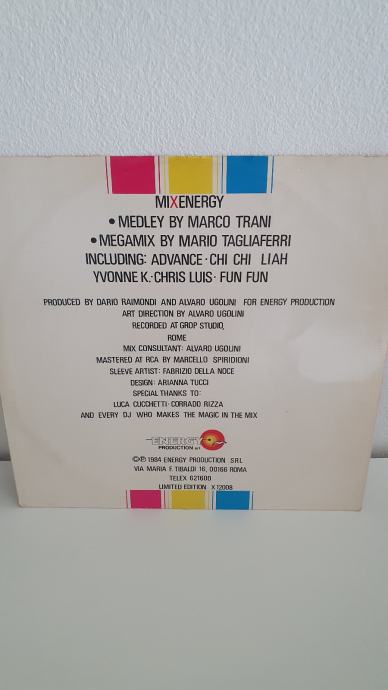 MIXENERGY
• MEDLEY BY MARCO TRANI
• MEGAMIX BY MARIO TAGLIAFERRI
INCLUDING: ADVANCE · CHI CHI LIAH
YVONNE K. · CHRIS LUIS · FUN FUN
PRODUCED BY DARIO RAIMONDI AND ALVARO UGOLINI FOR ENERGY PRODUCTION
ART DIRECTION BY ALVARO UGOLINI
RECORDED AT GROP STUDIO,
ROME
MIX CONSULTANT: ALVARO UGOLINI
MASTERED AT RCA BY MARCELLO SPIRIDIONI
SLEEVE ARTIST: FABRIZIO DELLA NOCE
DESIGN: ARIANNA TUCCI
SPECIAL THANKS TO:
LUCA CUCCHETTI · CORRADO RIZZA
AND EVERY DJ WHO MAKES THE MAGIC IN THE MIX
ENERGY
PRODUCTION srl
©℗ 1984 ENERGY PRODUCTION SRL
VIA MARIA F. TIBALDI 16, 00166 ROMA
TELEX 621600
LIMITED EDITION X 12008